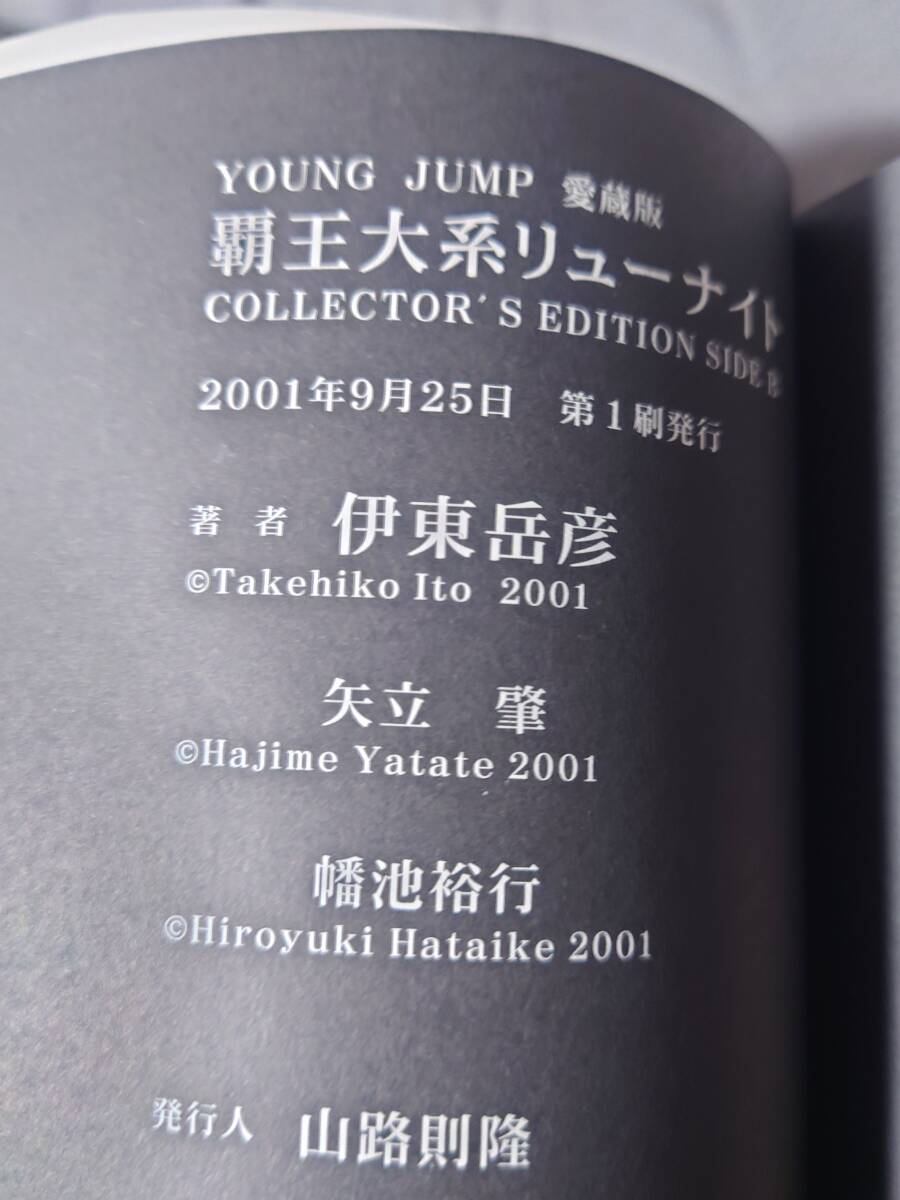 YOUNG JUMP 愛蔵版
覇王大系リューナイト
COLLECTOR'S EDITION SIDE
2001年9月25日 第1刷発行
著 者 伊東岳彦
©Takehiko Ito 2001
矢立 肇
©Hajime Yatate 2001
幡池裕行
©Hiroyuki Hataike 2001
発行人 山路則隆